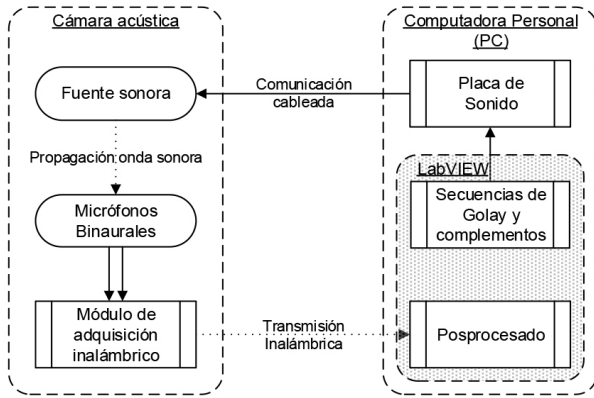 Cámara acústica
Fuente sonora
Propagación onda sonora
Micrófonos
Binaurales
Módulo de
adquisición
inalámbrico
Comunicación
cableada
Transmisión
Inalámbrica
Computadora Personal
(PC)
Placa de
Sonido
LabVIEW
Secuencias de
Golay y
complementos
Posprocesado